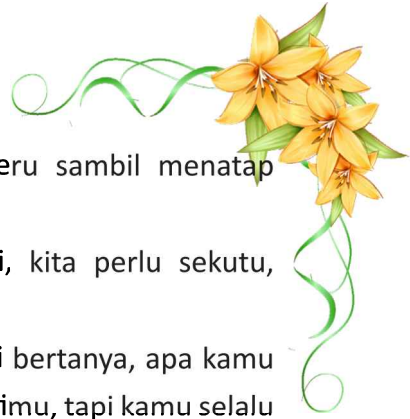 eru sambil menatap
i, kita perlu sekutu,
i bertanya, apa kamu
imu, tapi kamu selalu